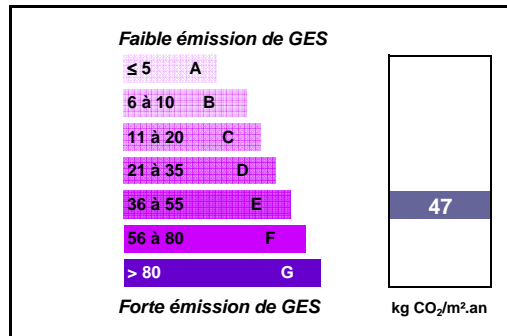 Faible émission de GES
≤ 5 A
6 à 10 B
11 à 20 C
21 à 35 D
36 à 55 E 47
56 à 80 F
> 80 G
Forte émission de GES kg CO₂/m².an